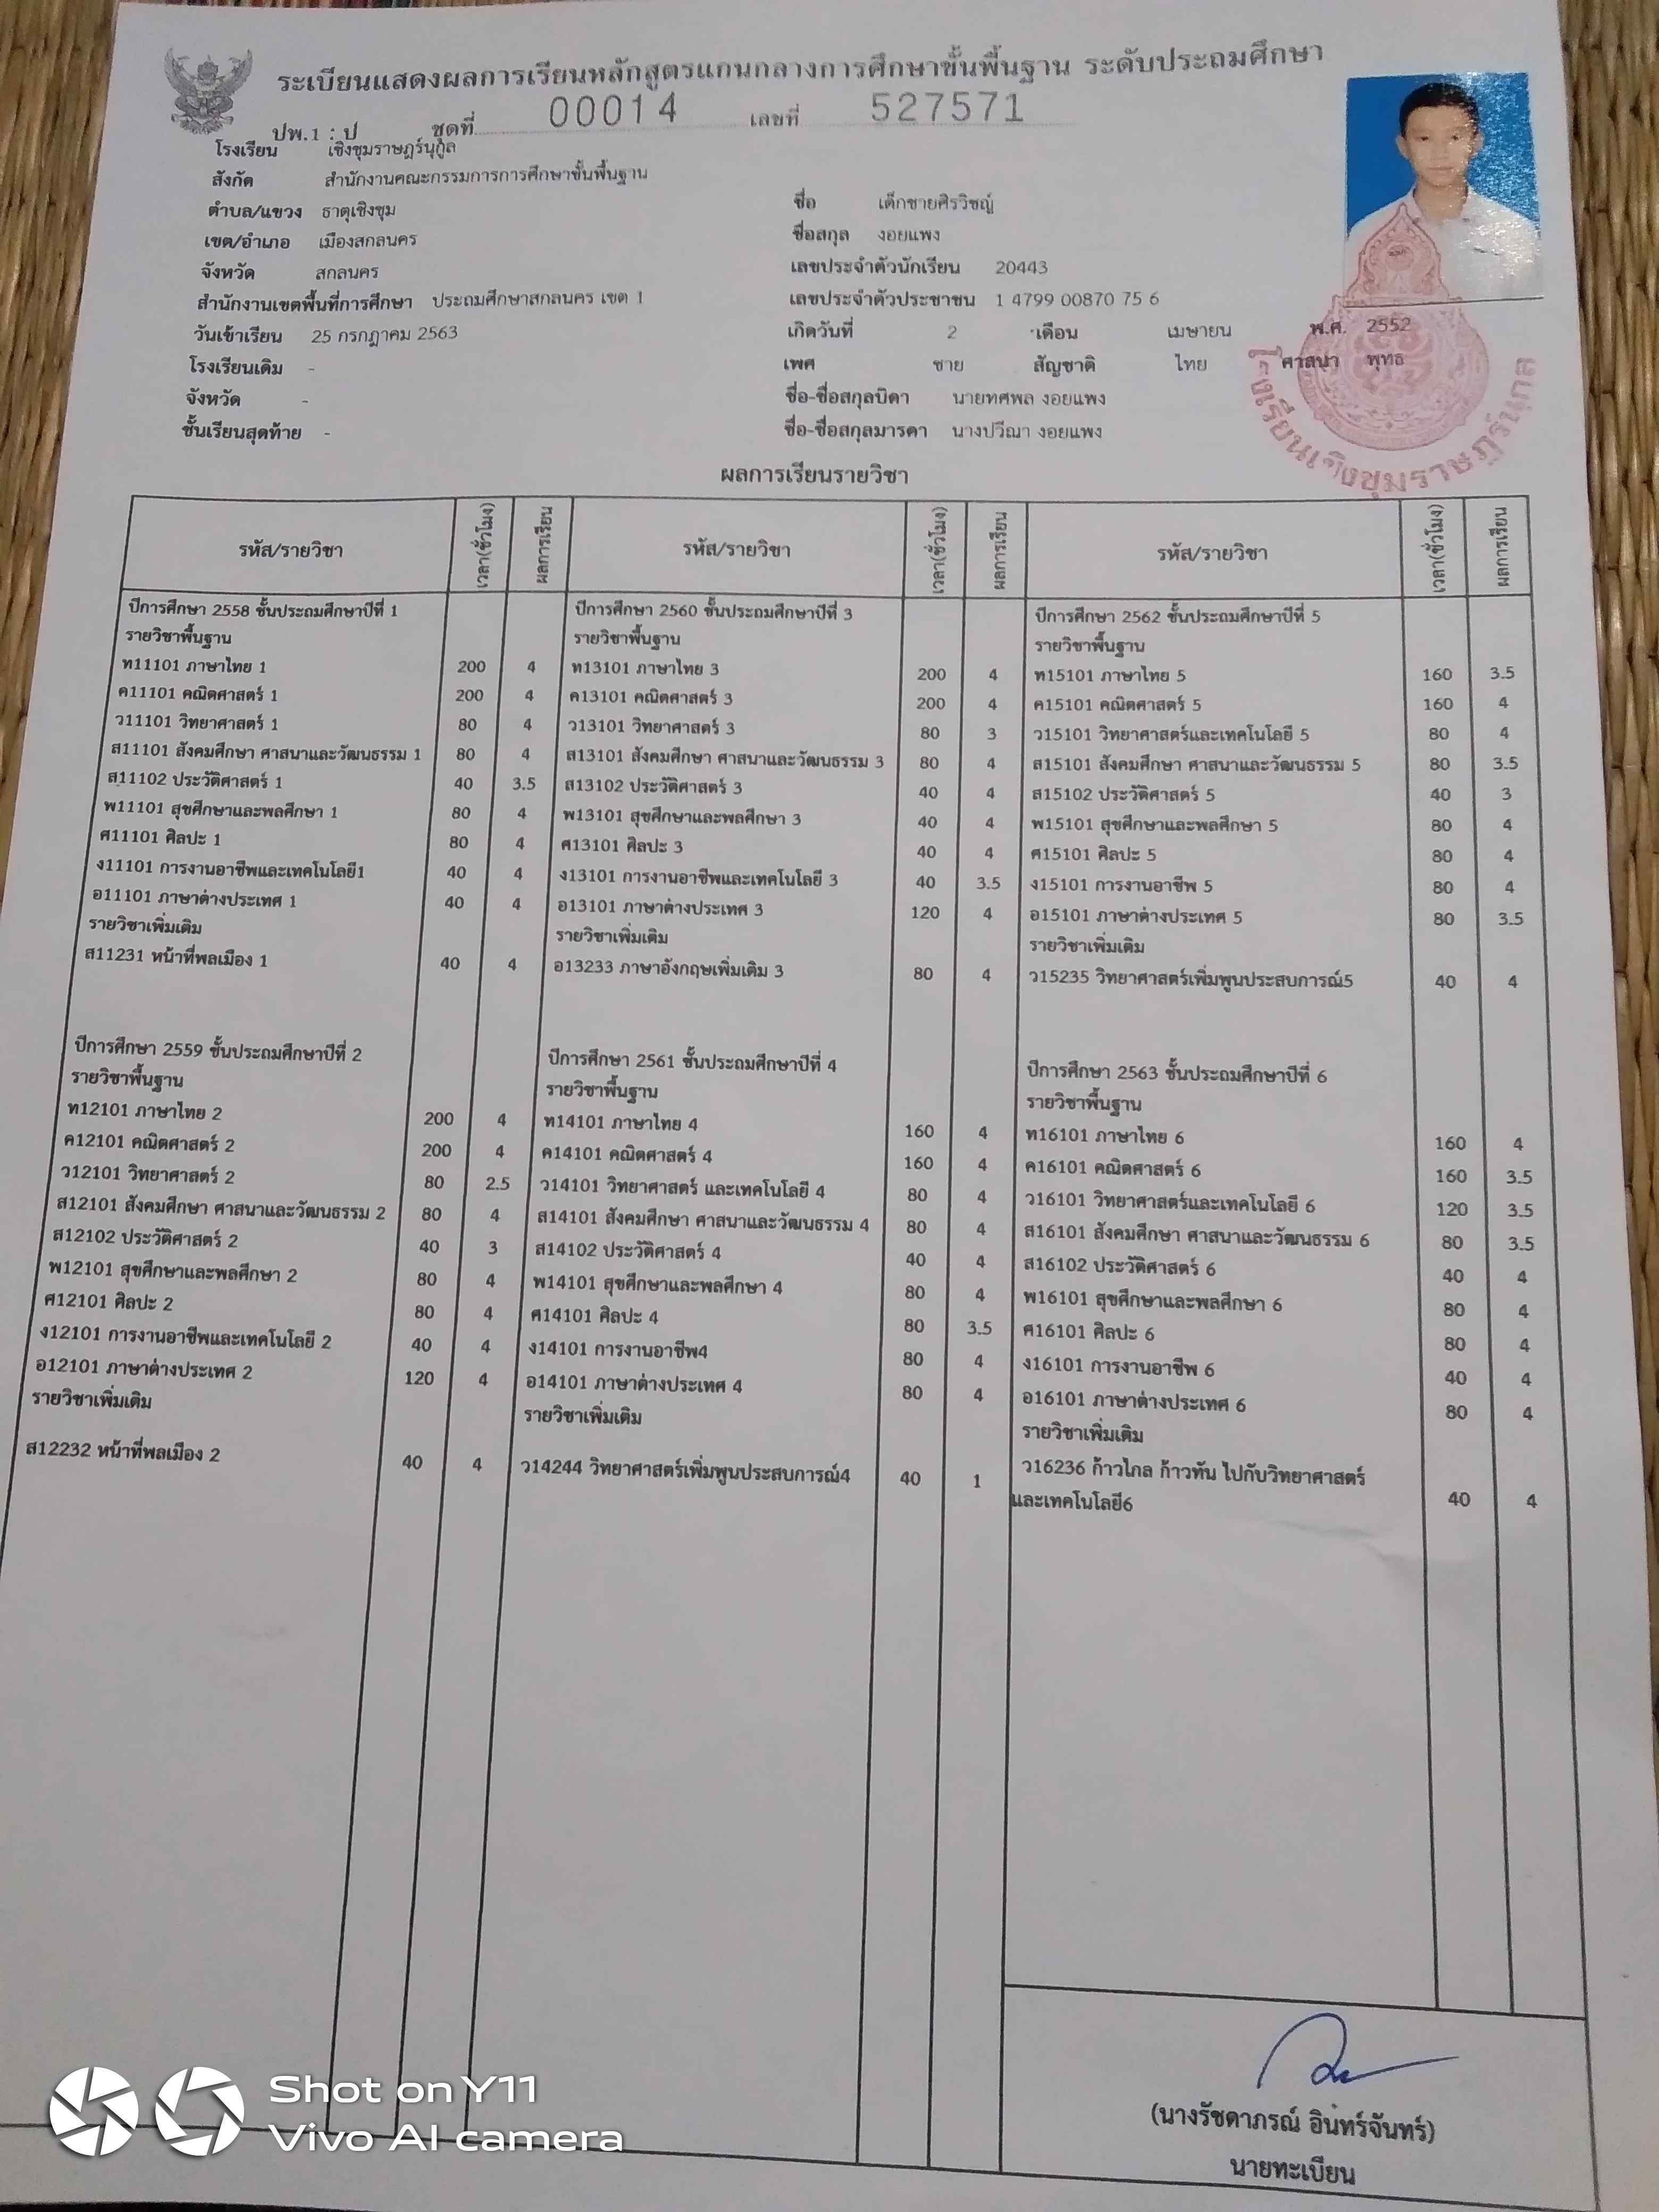 ระเบียนแสดงผลการเรียนหลักสูตรแกนกลางการศึกษาขั้นพื้นฐาน ระดับประถมศึกษา
ปพ.1 : ป ชุดที่ 00014 เลขที่ 527571
โรงเรียน เชิงชุมราษฎร์นุกูล
สังกัด สำนักงานคณะกรรมการการศึกษาขั้นพื้นฐาน
ตำบล/แขวง ธาตุเชิงชุม
เขต/อำเภอ เมืองสกลนคร
จังหวัด สกลนคร
สำนักงานเขตพื้นที่การศึกษา ประถมศึกษาสกลนคร เขต 1
วันเข้าเรียน 25 กรกฎาคม 2563
โรงเรียนเดิม -
จังหวัด -
ชั้นเรียนสุดท้าย -
ชื่อ เด็กชายศิรวิชญ์
ชื่อสกุล งอยแพง
เลขประจำตัวนักเรียน 20443
เลขประจำตัวประชาชน 1 4799 00870 75 6
เกิดวันที่ 2 เดือน เมษายน พ.ศ. 2552
เพศ ชาย สัญชาติ ไทย ศาสนา พุทธ
ชื่อ-ชื่อสกุลบิดา นายทศพล งอยแพง
ชื่อ-ชื่อสกุลมารดา นางปวีณา งอยแพง
โรงเรียนเชิงชุมราษฎร์นุกูล
ผลการเรียนรายวิชา
รหัส/รายวิชา เวลา(ชั่วโมง) ผลการเรียน รหัส/รายวิชา เวลา(ชั่วโมง) ผลการเรียน รหัส/รายวิชา เวลา(ชั่วโมง) ผลการเรียน
ปีการศึกษา 2558 ชั้นประถมศึกษาปีที่ 1
รายวิชาพื้นฐาน
ท11101 ภาษาไทย 1 200 4
ค11101 คณิตศาสตร์ 1 200 4
ว11101 วิทยาศาสตร์ 1 80 4
ส11101 สังคมศึกษา ศาสนาและวัฒนธรรม 1 80 4
ส11102 ประวัติศาสตร์ 1 40 3.5
พ11101 สุขศึกษาและพลศึกษา 1 80 4
ศ11101 ศิลปะ 1 80 4
ง11101 การงานอาชีพและเทคโนโลยี1 40 4
อ11101 ภาษาต่างประเทศ 1 40 4
รายวิชาเพิ่มเติม
ส11231 หน้าที่พลเมือง 1 40 4
ปีการศึกษา 2559 ชั้นประถมศึกษาปีที่ 2
รายวิชาพื้นฐาน
ท12101 ภาษาไทย 2 200 4
ค12101 คณิตศาสตร์ 2 200 4
ว12101 วิทยาศาสตร์ 2 80 2.5
ส12101 สังคมศึกษา ศาสนาและวัฒนธรรม 2 80 4
ส12102 ประวัติศาสตร์ 2 40 3
พ12101 สุขศึกษาและพลศึกษา 2 80 4
ศ12101 ศิลปะ 2 80 4
ง12101 การงานอาชีพและเทคโนโลยี 2 40 4
อ12101 ภาษาต่างประเทศ 2 120 4
รายวิชาเพิ่มเติม
ส12232 หน้าที่พลเมือง 2 40 4
ปีการศึกษา 2560 ชั้นประถมศึกษาปีที่ 3
รายวิชาพื้นฐาน
ท13101 ภาษาไทย 3 200 4
ค13101 คณิตศาสตร์ 3 200 4
ว13101 วิทยาศาสตร์ 3 80 3
ส13101 สังคมศึกษา ศาสนาและวัฒนธรรม 3 80 4
ส13102 ประวัติศาสตร์ 3 40 4
พ13101 สุขศึกษาและพลศึกษา 3 40 4
ศ13101 ศิลปะ 3 40 4
ง13101 การงานอาชีพและเทคโนโลยี 3 40 3.5
อ13101 ภาษาต่างประเทศ 3 120 4
รายวิชาเพิ่มเติม
อ13233 ภาษาอังกฤษเพิ่มเติม 3 80 4
ปีการศึกษา 2561 ชั้นประถมศึกษาปีที่ 4
รายวิชาพื้นฐาน
ท14101 ภาษาไทย 4 160 4
ค14101 คณิตศาสตร์ 4 160 4
ว14101 วิทยาศาสตร์ และเทคโนโลยี 4 80 4
ส14101 สังคมศึกษา ศาสนาและวัฒนธรรม 4 80 4
ส14102 ประวัติศาสตร์ 4 40 4
พ14101 สุขศึกษาและพลศึกษา 4 80 4
ศ14101 ศิลปะ 4 80 3.5
ง14101 การงานอาชีพ4 80 4
อ14101 ภาษาต่างประเทศ 4 80 4
รายวิชาเพิ่มเติม
ว14244 วิทยาศาสตร์เพิ่มพูนประสบการณ์4 40 1
ปีการศึกษา 2562 ชั้นประถมศึกษาปีที่ 5
รายวิชาพื้นฐาน
ท15101 ภาษาไทย 5 160 3.5
ค15101 คณิตศาสตร์ 5 160 4
ว15101 วิทยาศาสตร์และเทคโนโลยี 5 80 4
ส15101 สังคมศึกษา ศาสนาและวัฒนธรรม 5 80 3.5
ส15102 ประวัติศาสตร์ 5 40 3
พ15101 สุขศึกษาและพลศึกษา 5 80 4
ศ15101 ศิลปะ 5 80 4
ง15101 การงานอาชีพ 5 80 4
อ15101 ภาษาต่างประเทศ 5 80 3.5
รายวิชาเพิ่มเติม
ว15235 วิทยาศาสตร์เพิ่มพูนประสบการณ์5 40 4
ปีการศึกษา 2563 ชั้นประถมศึกษาปีที่ 6
รายวิชาพื้นฐาน
ท16101 ภาษาไทย 6 160 4
ค16101 คณิตศาสตร์ 6 160 3.5
ว16101 วิทยาศาสตร์และเทคโนโลยี 6 120 3.5
ส16101 สังคมศึกษา ศาสนาและวัฒนธรรม 6 80 3.5
ส16102 ประวัติศาสตร์ 6 40 4
พ16101 สุขศึกษาและพลศึกษา 6 80 4
ศ16101 ศิลปะ 6 80 4
ง16101 การงานอาชีพ 6 40 4
อ16101 ภาษาต่างประเทศ 6 80 4
รายวิชาเพิ่มเติม
ว16236 ก้าวไกล ก้าวทัน ไปกับวิทยาศาสตร์
และเทคโนโลยี6 40 4
(นางรัชดาภรณ์ อินทร์จันทร์)
นายทะเบียน
Shot on Y11
Vivo AI camera